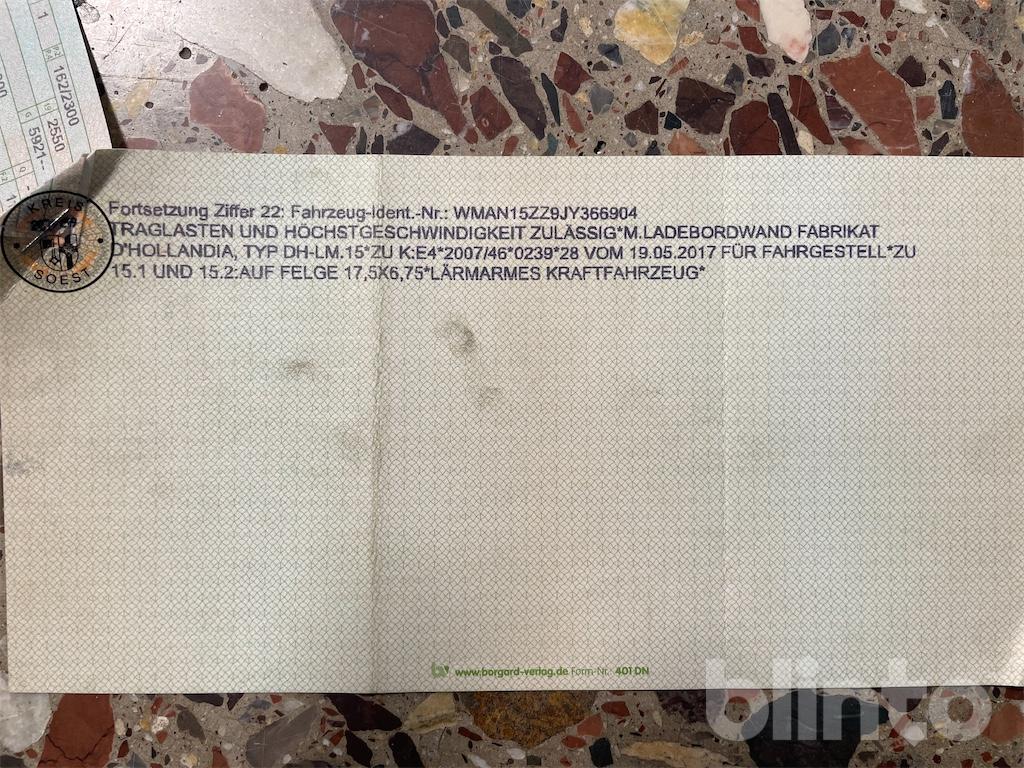 1 162/2300
2550
5921-
KREIS
SOEST
Fortsetzung Ziffer 22: Fahrzeug-Ident.-Nr.: WMAN15ZZ9JY366904
TRAGLASTEN UND HÖCHSTGESCHWINDIGKEIT ZULÄSSIG*M.LADEBORDWAND FABRIKAT
D'HOLLANDIA, TYP DH-LM.15*ZU K:E4*2007/46*0239*28 VOM 19.05.2017 FÜR FAHRGESTELL*ZU
15.1 UND 15.2:AUF FELGE 17,5X6,75*LÄRMARMES KRAFTFAHRZEUG*
www.borgard-verlag.de Form-Nr.: 401 DN
blinto